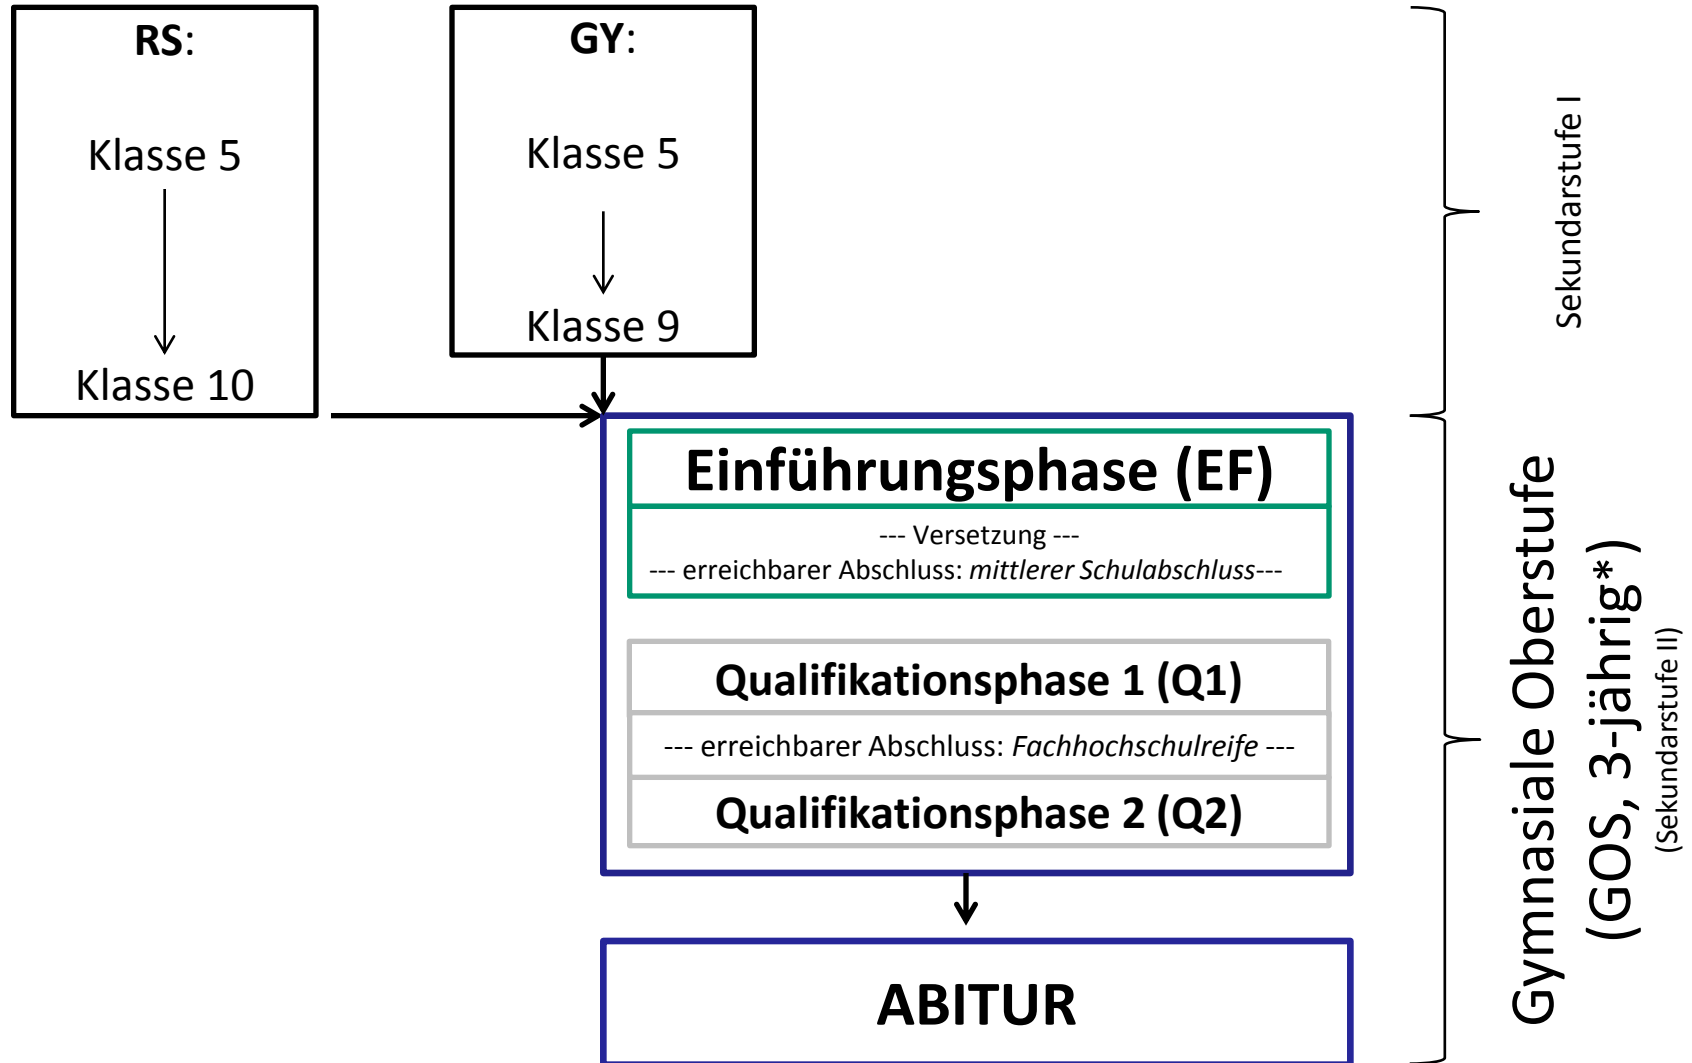 RS:
Klasse 5
Klasse 10
GY:
Klasse 5
Klasse 9
Sekundarstufe I
Einführungsphase (EF)
--- Versetzung ---
--- erreichbarer Abschluss: mittlerer Schulabschluss---
Qualifikationsphase 1 (Q1)
--- erreichbarer Abschluss: Fachhochschulreife ---
Qualifikationsphase 2 (Q2)
ABITUR
Gymnasiale Oberstufe
(GOS, 3-jährig*)
(Sekundarstufe II)